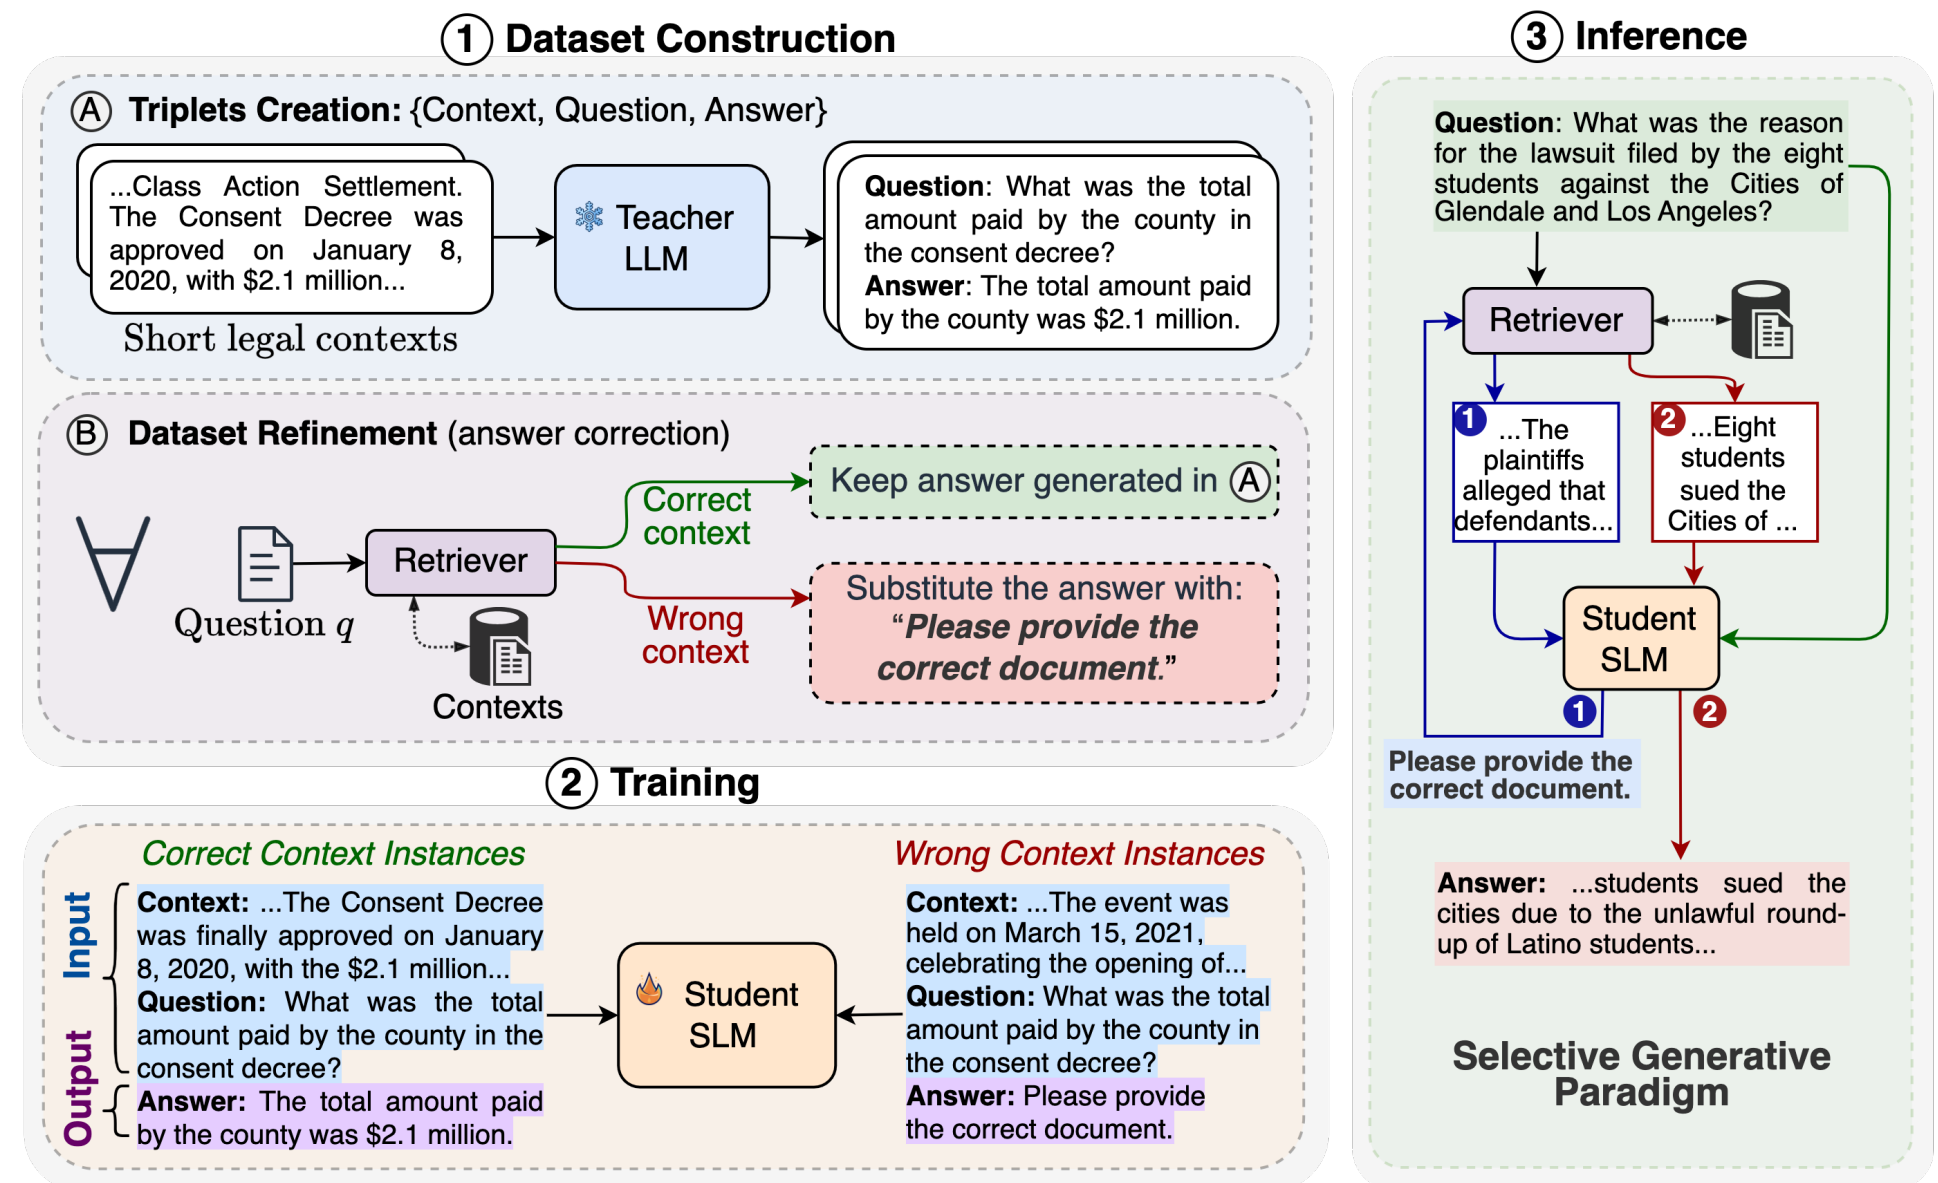 1 Dataset Construction
A Triplets Creation: {Context, Question, Answer}
...Class Action Settlement.
The Consent Decree was
approved on January 8,
2020, with $2.1 million...
Short legal contexts
Teacher
LLM
Question: What was the total
amount paid by the county in
the consent decree?
Answer: The total amount paid
by the county was $2.1 million.
B Dataset Refinement (answer correction)
∀
Question q
Retriever
Contexts
Correct
context
Wrong
context
Keep answer generated in A
Substitute the answer with:
“Please provide the
correct document.”
2 Training
Correct Context Instances
Input
Output
Context: ...The Consent Decree
was finally approved on January
8, 2020, with the $2.1 million...
Question: What was the total
amount paid by the county in the
consent decree?
Answer: The total amount paid
by the county was $2.1 million.
Student
SLM
Wrong Context Instances
Context: ...The event was
held on March 15, 2021,
celebrating the opening of...
Question: What was the total
amount paid by the county in
the consent decree?
Answer: Please provide
the correct document.
3 Inference
Question: What was the reason
for the lawsuit filed by the eight
students against the Cities of
Glendale and Los Angeles?
Retriever
1 ...The
plaintiffs
alleged that
defendants...
2 ...Eight
students
sued the
Cities of ...
Student
SLM
1
2
Please provide the
correct document.
Answer: ...students sued the
cities due to the unlawful round-
up of Latino students...
Selective Generative
Paradigm